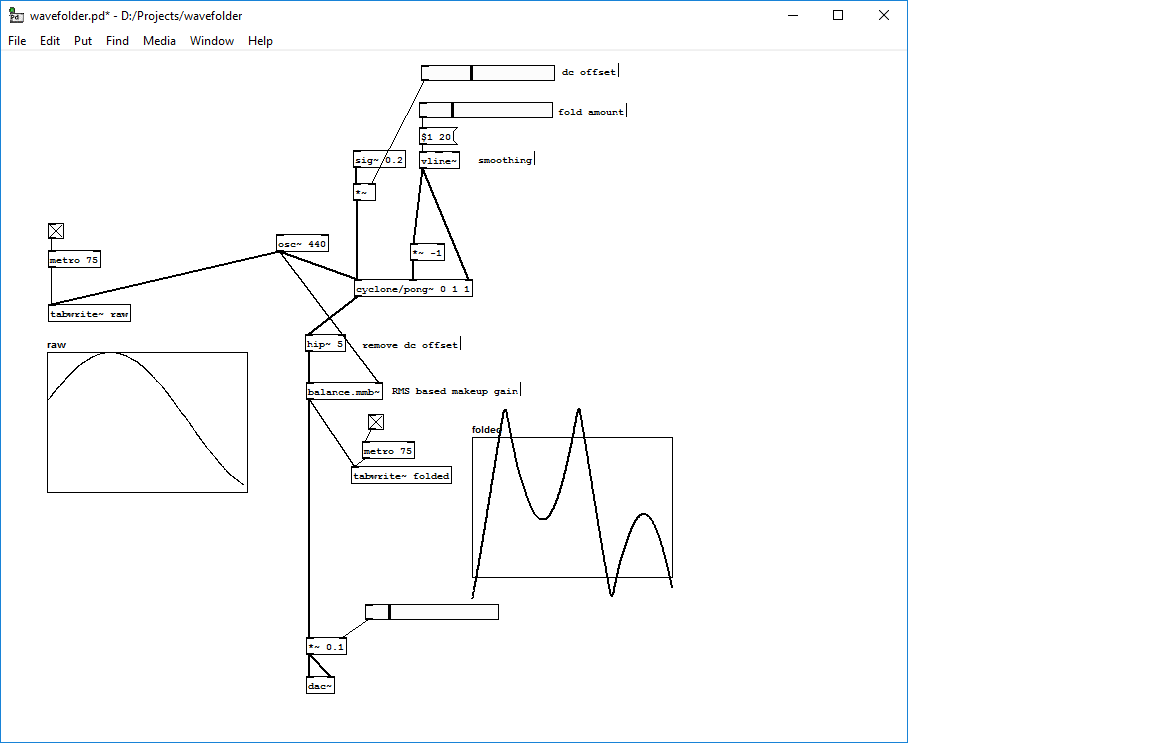 wavefolder.pd* - D:/Projects/wavefolder
File Edit Put Find Media Window Help
dc offset
fold amount
$1 20
sig~ 0.2
vline~
smoothing
*~
osc~ 440
*~ -1
metro 75
cyclone/pong~ 0 1 1
tabwrite~ raw
hip~ 5
remove dc offset
raw
balance.mmb~
RMS based makeup gain
folded
metro 75
tabwrite~ folded
*~ 0.1
dac~